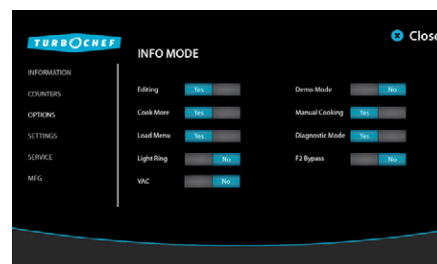 TURBOCHEF
Close
INFO MODE
INFORMATION
COUNTERS
OPTIONS
SETTINGS
SERVICE
MFG
Editing Yes
Demo Mode No
Cook More Yes
Manual Cooking Yes
Load Menu Yes
Diagnostic Mode Yes
Light Ring No
F2 Bypass No
VAC No